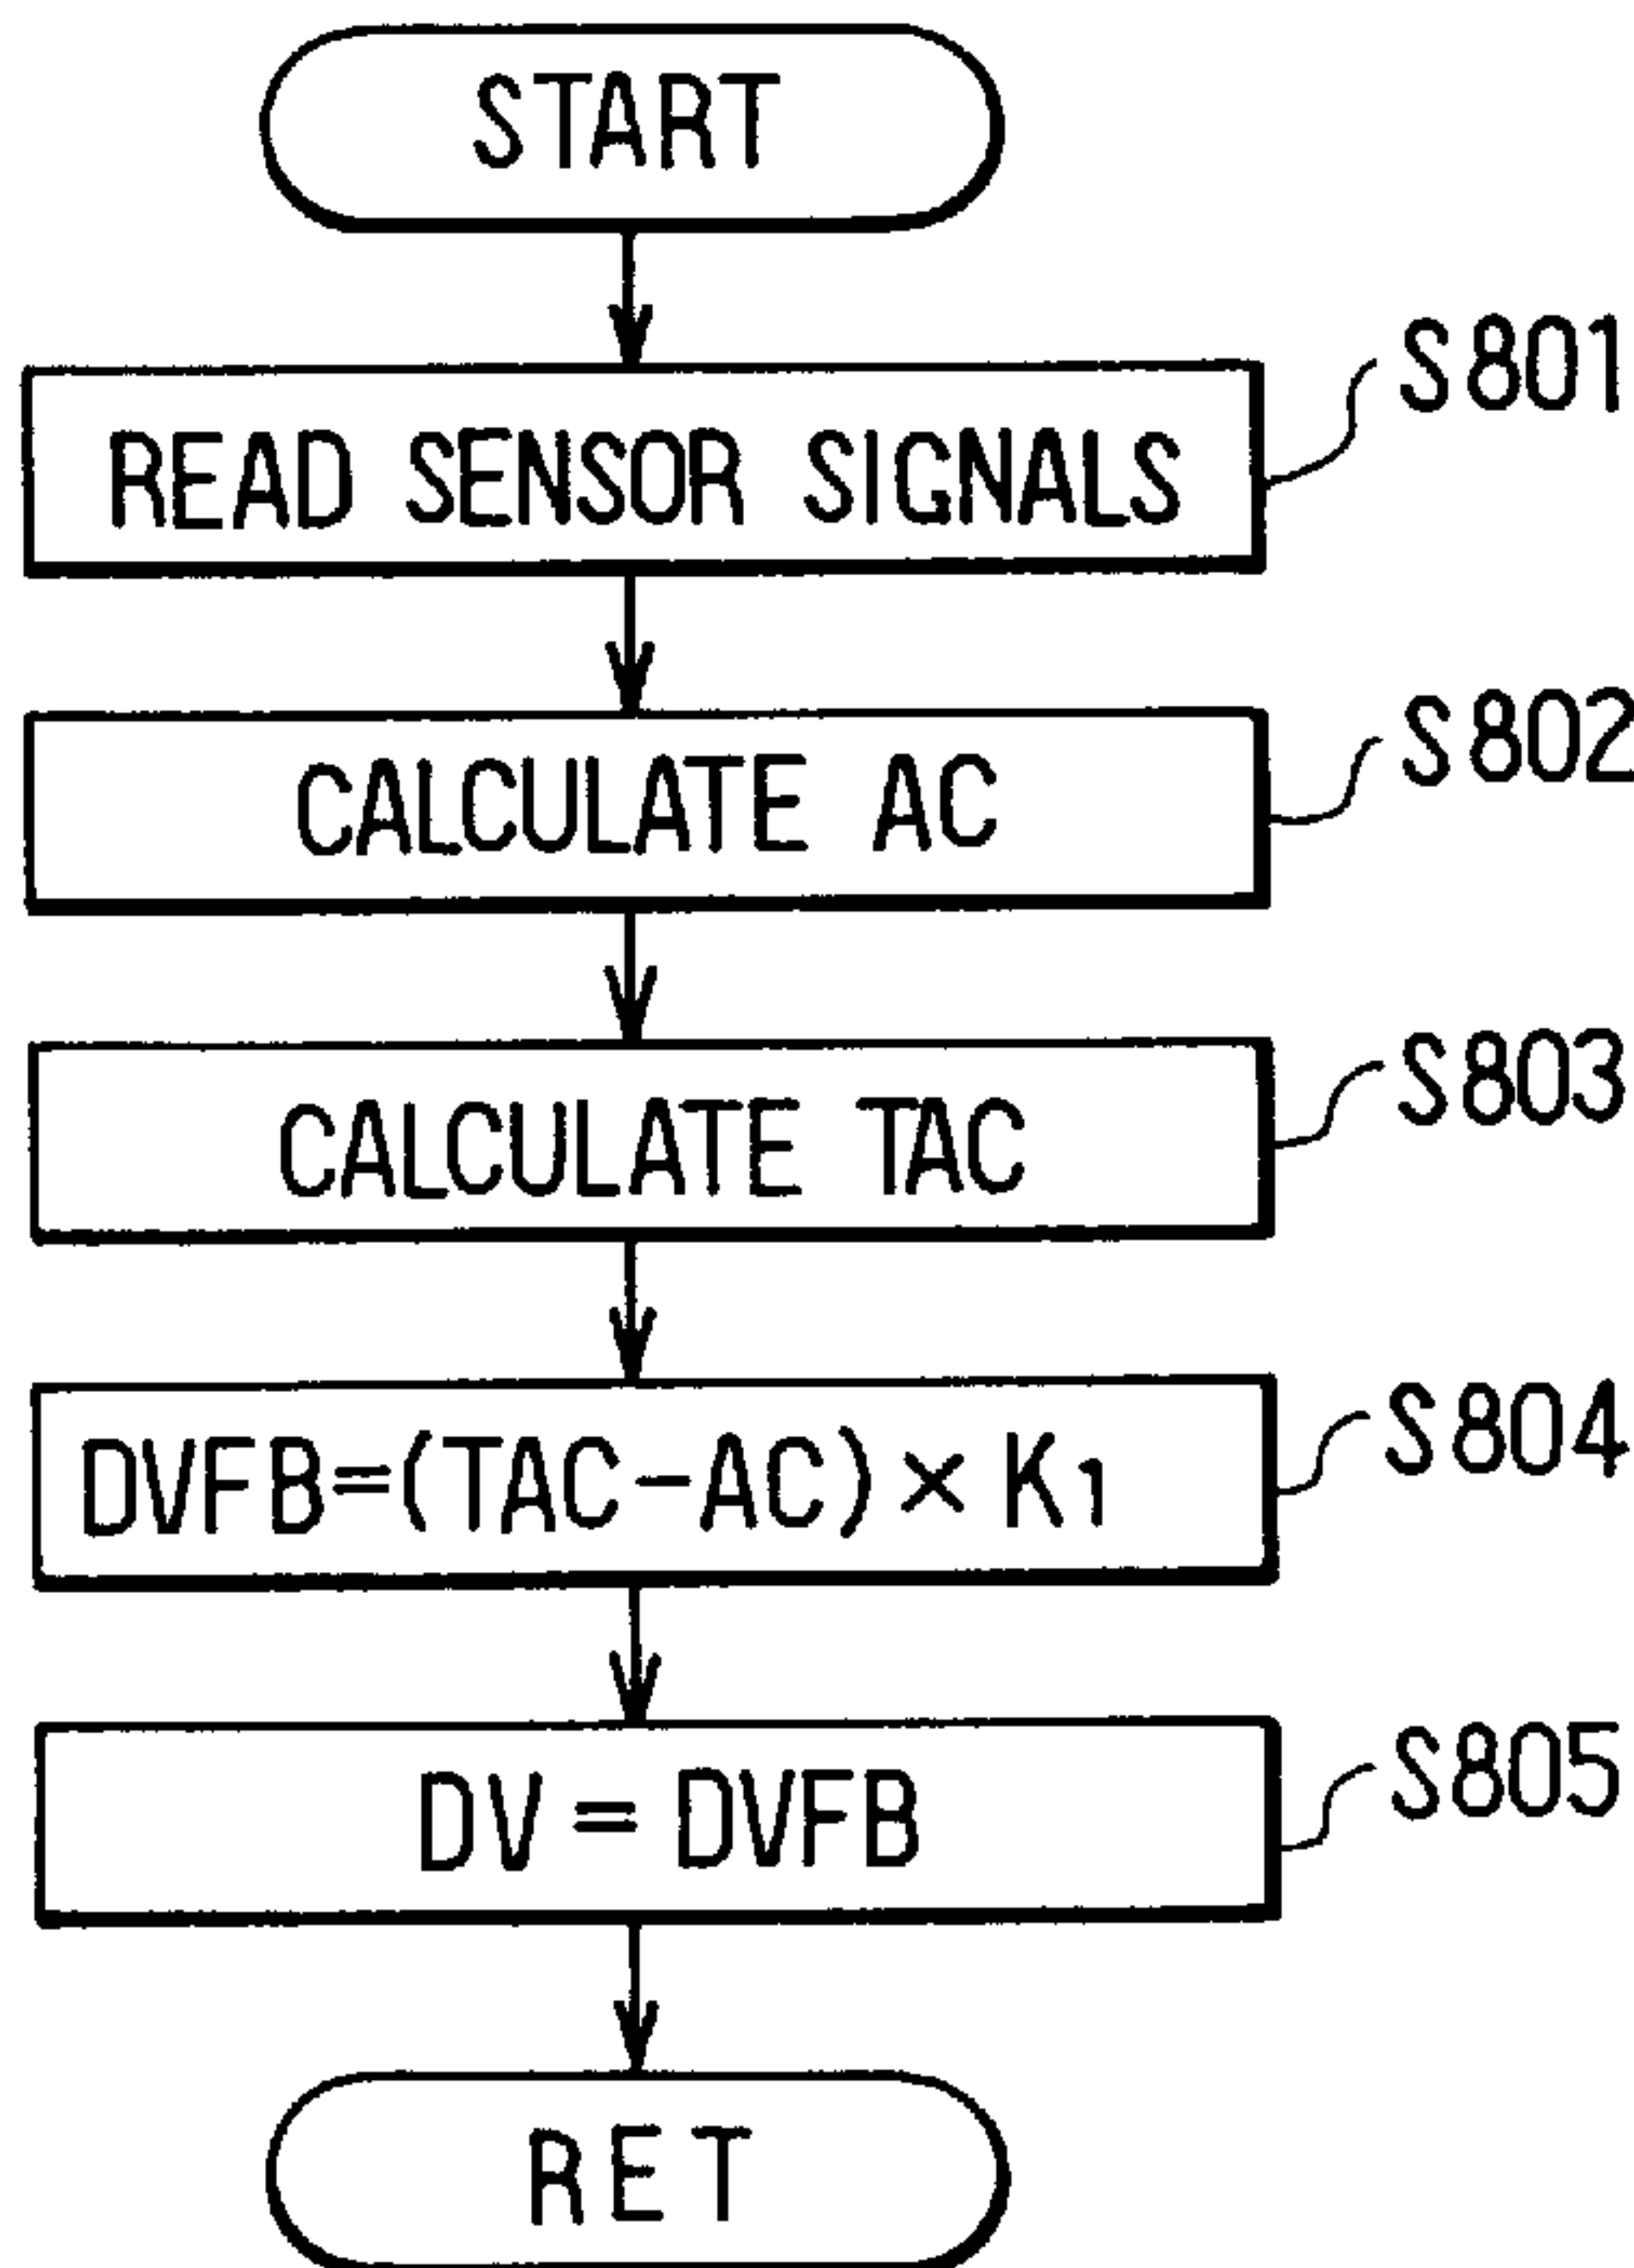 START
READ SENSOR SIGNALS
S801
CALCULATE AC
S802
CALCULATE TAC
S803
DVFB=(TAC-AC)×K1
S804
DV=DVFB
S805
RET